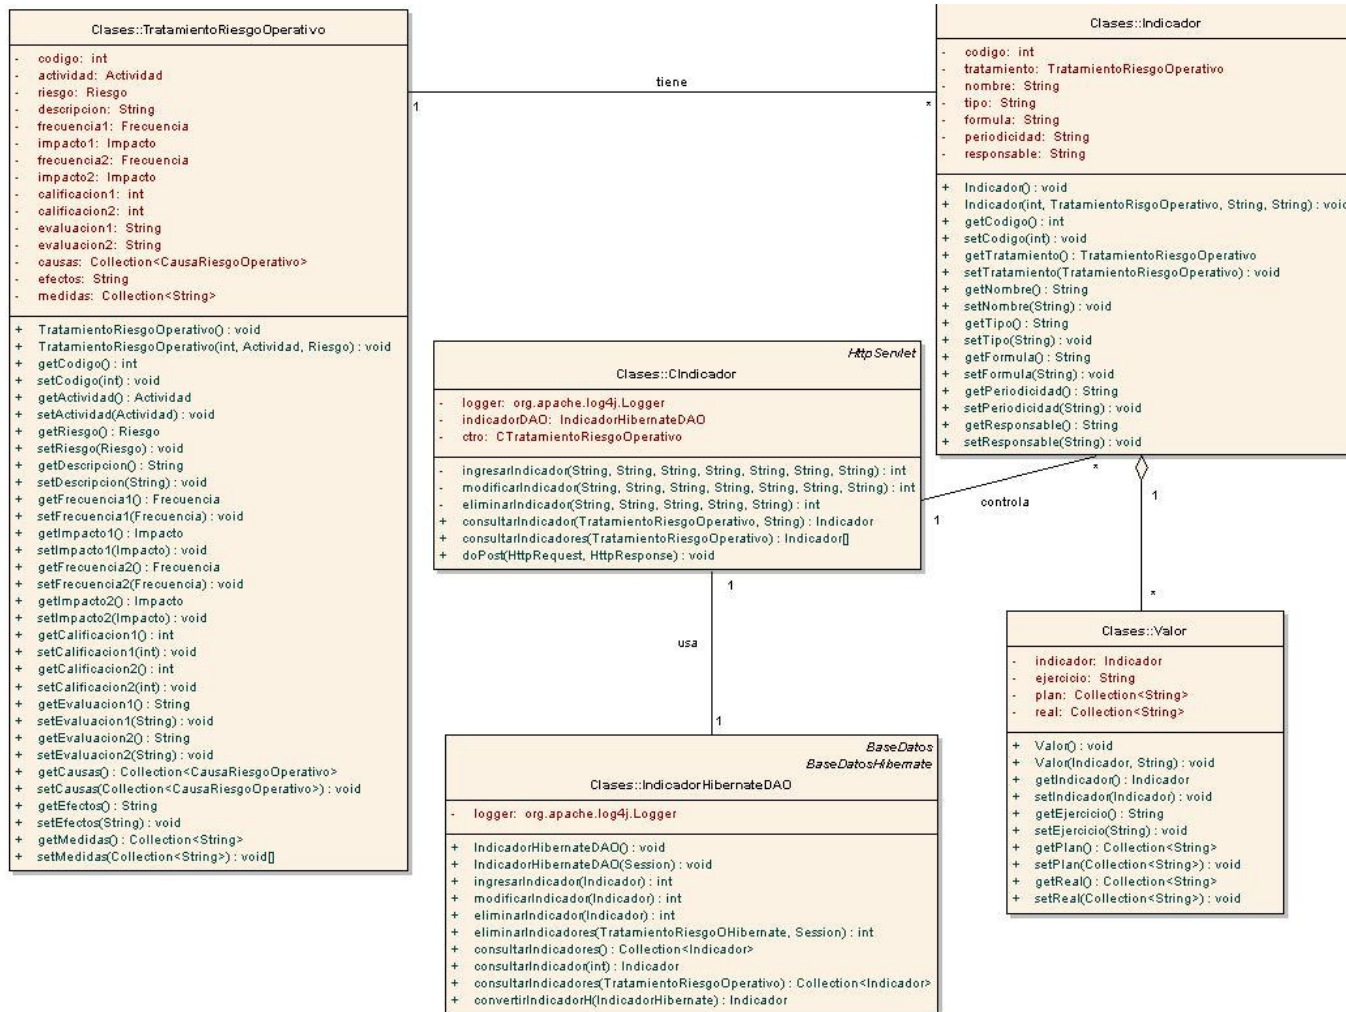 Clases::TratamientoRiesgoOperativo
- codigo: int
- actividad: Actividad
- riesgo: Riesgo
- descripcion: String
- frecuencia1: Frecuencia
- impacto1: Impacto
- frecuencia2: Frecuencia
- impacto2: Impacto
- calificacion1: int
- calificacion2: int
- evaluacion1: String
- evaluacion2: String
- causas: Collection<CausaRiesgoOperativo>
- efectos: String
- medidas: Collection<String>
+ TratamientoRiesgoOperativo() : void
+ TratamientoRiesgoOperativo(int, Actividad, Riesgo) : void
+ getCodigo() : int
+ setCodigo(int) : void
+ getActividad() : Actividad
+ setActividad(Actividad) : void
+ getRiesgo() : Riesgo
+ setRiesgo(Riesgo) : void
+ getDescripcion() : String
+ setDescripcion(String) : void
+ getFrecuencia1() : Frecuencia
+ setFrecuencia1(Frecuencia) : void
+ getImpacto1() : Impacto
+ setImpacto1(Impacto) : void
+ getFrecuencia2() : Frecuencia
+ setFrecuencia2(Frecuencia) : void
+ getImpacto2() : Impacto
+ setImpacto2(Impacto) : void
+ getCalificacion1() : int
+ setCalificacion1(int) : void
+ getCalificacion2() : int
+ setCalificacion2(int) : void
+ getEvaluacion1() : String
+ setEvaluacion1(String) : void
+ getEvaluacion2() : String
+ setEvaluacion2(String) : void
+ getCausas() : Collection<CausaRiesgoOperativo>
+ setCausas(Collection<CausaRiesgoOperativo>) : void
+ getEfectos() : String
+ setEfectos(String) : void
+ getMedidas() : Collection<String>
+ setMedidas(Collection<String>) : void[]
tiene
1
*
Clases::Indicador
- codigo: int
- tratamiento: TratamientoRiesgoOperativo
- nombre: String
- tipo: String
- formula: String
- periodicidad: String
- responsable: String
+ Indicador() : void
+ Indicador(int, TratamientoRisgoOperativo, String, String) : void
+ getCodigo() : int
+ setCodigo(int) : void
+ getTratamiento() : TratamientoRiesgoOperativo
+ setTratamiento(TratamientoRiesgoOperativo) : void
+ getNombre() : String
+ setNombre(String) : void
+ getTipo() : String
+ setTipo(String) : void
+ getFormula() : String
+ setFormula(String) : void
+ getPeriodicidad() : String
+ setPeriodicidad(String) : void
+ getResponsable() : String
+ setResponsable(String) : void
HttpServlet
Clases::CIndicador
- logger: org.apache.log4j.Logger
- indicadorDAO: IndicadorHibernateDAO
- ctro: CTratamientoRiesgoOperativo
- ingresarIndicador(String, String, String, String, String, String, String) : int
- modificarIndicador(String, String, String, String, String, String, String) : int
- eliminarIndicador(String, String, String, String, String) : int
+ consultarIndicador(TratamientoRiesgoOperativo, String) : Indicador
+ consultarIndicadores(TratamientoRiesgoOperativo) : Indicador[]
+ doPost(HttpRequest, HttpResponse) : void
*
controla
1
1
*
1
usa
1
Clases::Valor
- indicador: Indicador
- ejercicio: String
- plan: Collection<String>
- real: Collection<String>
+ Valor() : void
+ Valor(Indicador, String) : void
+ getIndicador() : Indicador
+ setIndicador(Indicador) : void
+ getEjercicio() : String
+ setEjercicio(String) : void
+ getPlan() : Collection<String>
+ setPlan(Collection<String>) : void
+ getReal() : Collection<String>
+ setReal(Collection<String>) : void
BaseDatos
BaseDatosHibernate
Clases::IndicadorHibernateDAO
- logger: org.apache.log4j.Logger
+ IndicadorHibernateDAO() : void
+ IndicadorHibernateDAO(Session) : void
+ ingresarIndicador(Indicador) : int
+ modificarIndicador(Indicador) : int
+ eliminarIndicador(Indicador) : int
+ eliminarIndicadores(TratamientoRiesgoOHibernate, Session) : int
+ consultarIndicadores() : Collection<Indicador>
+ consultarIndicador(int) : Indicador
+ consultarIndicadores(TratamientoRiesgoOperativo) : Collection<Indicador>
+ convertirIndicadorH(IndicadorHibernate) : Indicador